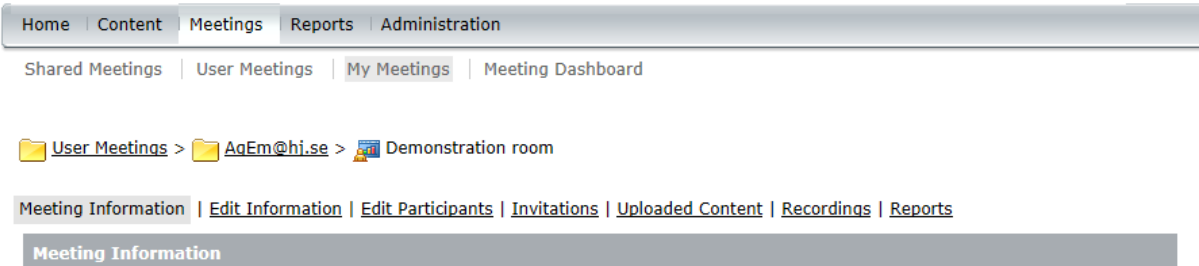 Home | Content | Meetings | Reports | Administration
Shared Meetings | User Meetings | My Meetings | Meeting Dashboard
User Meetings > AgEm@hj.se > Demonstration room
Meeting Information | Edit Information | Edit Participants | Invitations | Uploaded Content | Recordings | Reports
Meeting Information